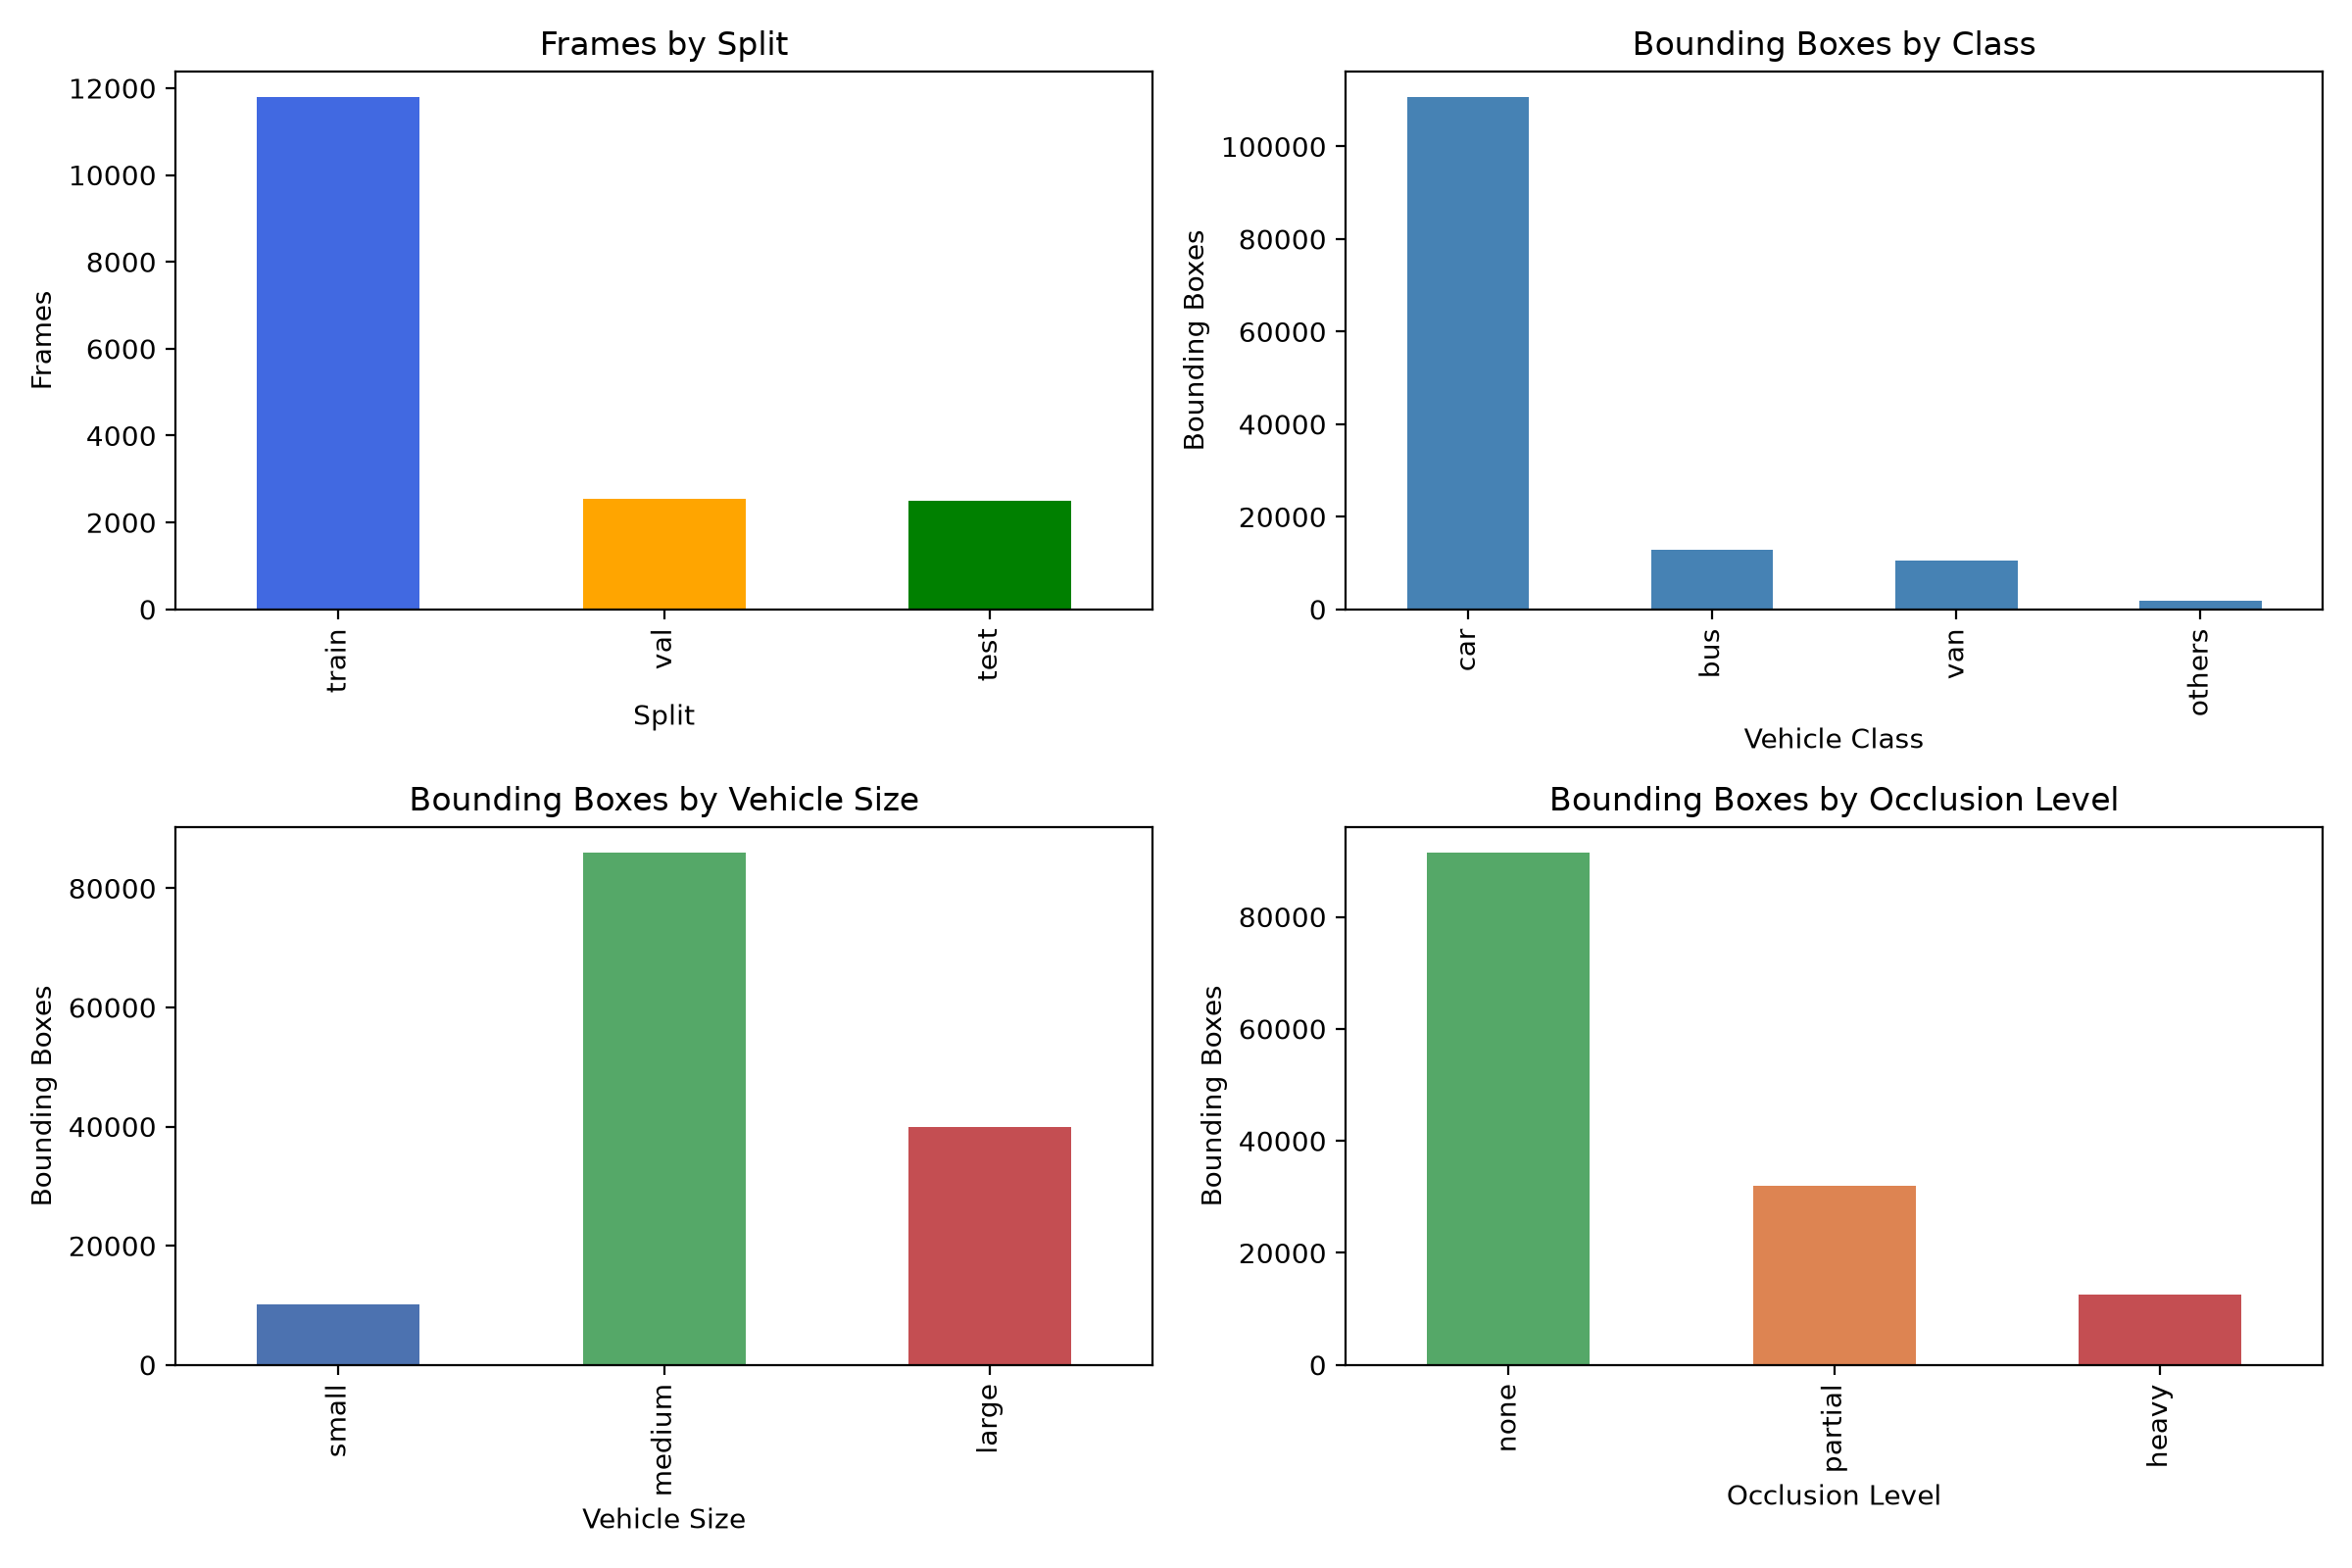 Frames by Split
12000
10000
8000
6000
4000
2000
0
Frames
train
val
test
Split
Bounding Boxes by Class
100000
80000
60000
40000
20000
0
Bounding Boxes
car
bus
van
others
Vehicle Class
Bounding Boxes by Vehicle Size
80000
60000
40000
20000
0
Bounding Boxes
small
medium
large
Vehicle Size
Bounding Boxes by Occlusion Level
80000
60000
40000
20000
0
Bounding Boxes
none
partial
heavy
Occlusion Level